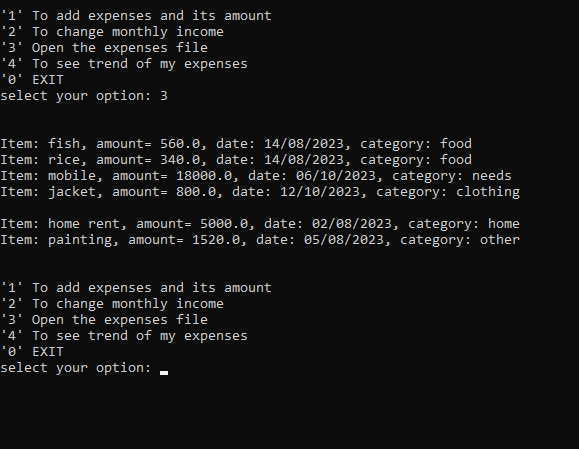 '1' To add expenses and its amount
'2' To change monthly income
'3' Open the expenses file
'4' To see trend of my expenses
'0' EXIT
select your option: 3
Item: fish, amount= 560.0, date: 14/08/2023, category: food
Item: rice, amount= 340.0, date: 14/08/2023, category: food
Item: mobile, amount= 18000.0, date: 06/10/2023, category: needs
Item: jacket, amount= 800.0, date: 12/10/2023, category: clothing
Item: home rent, amount= 5000.0, date: 02/08/2023, category: home
Item: painting, amount= 1520.0, date: 05/08/2023, category: other
'1' To add expenses and its amount
'2' To change monthly income
'3' Open the expenses file
'4' To see trend of my expenses
'0' EXIT
select your option: